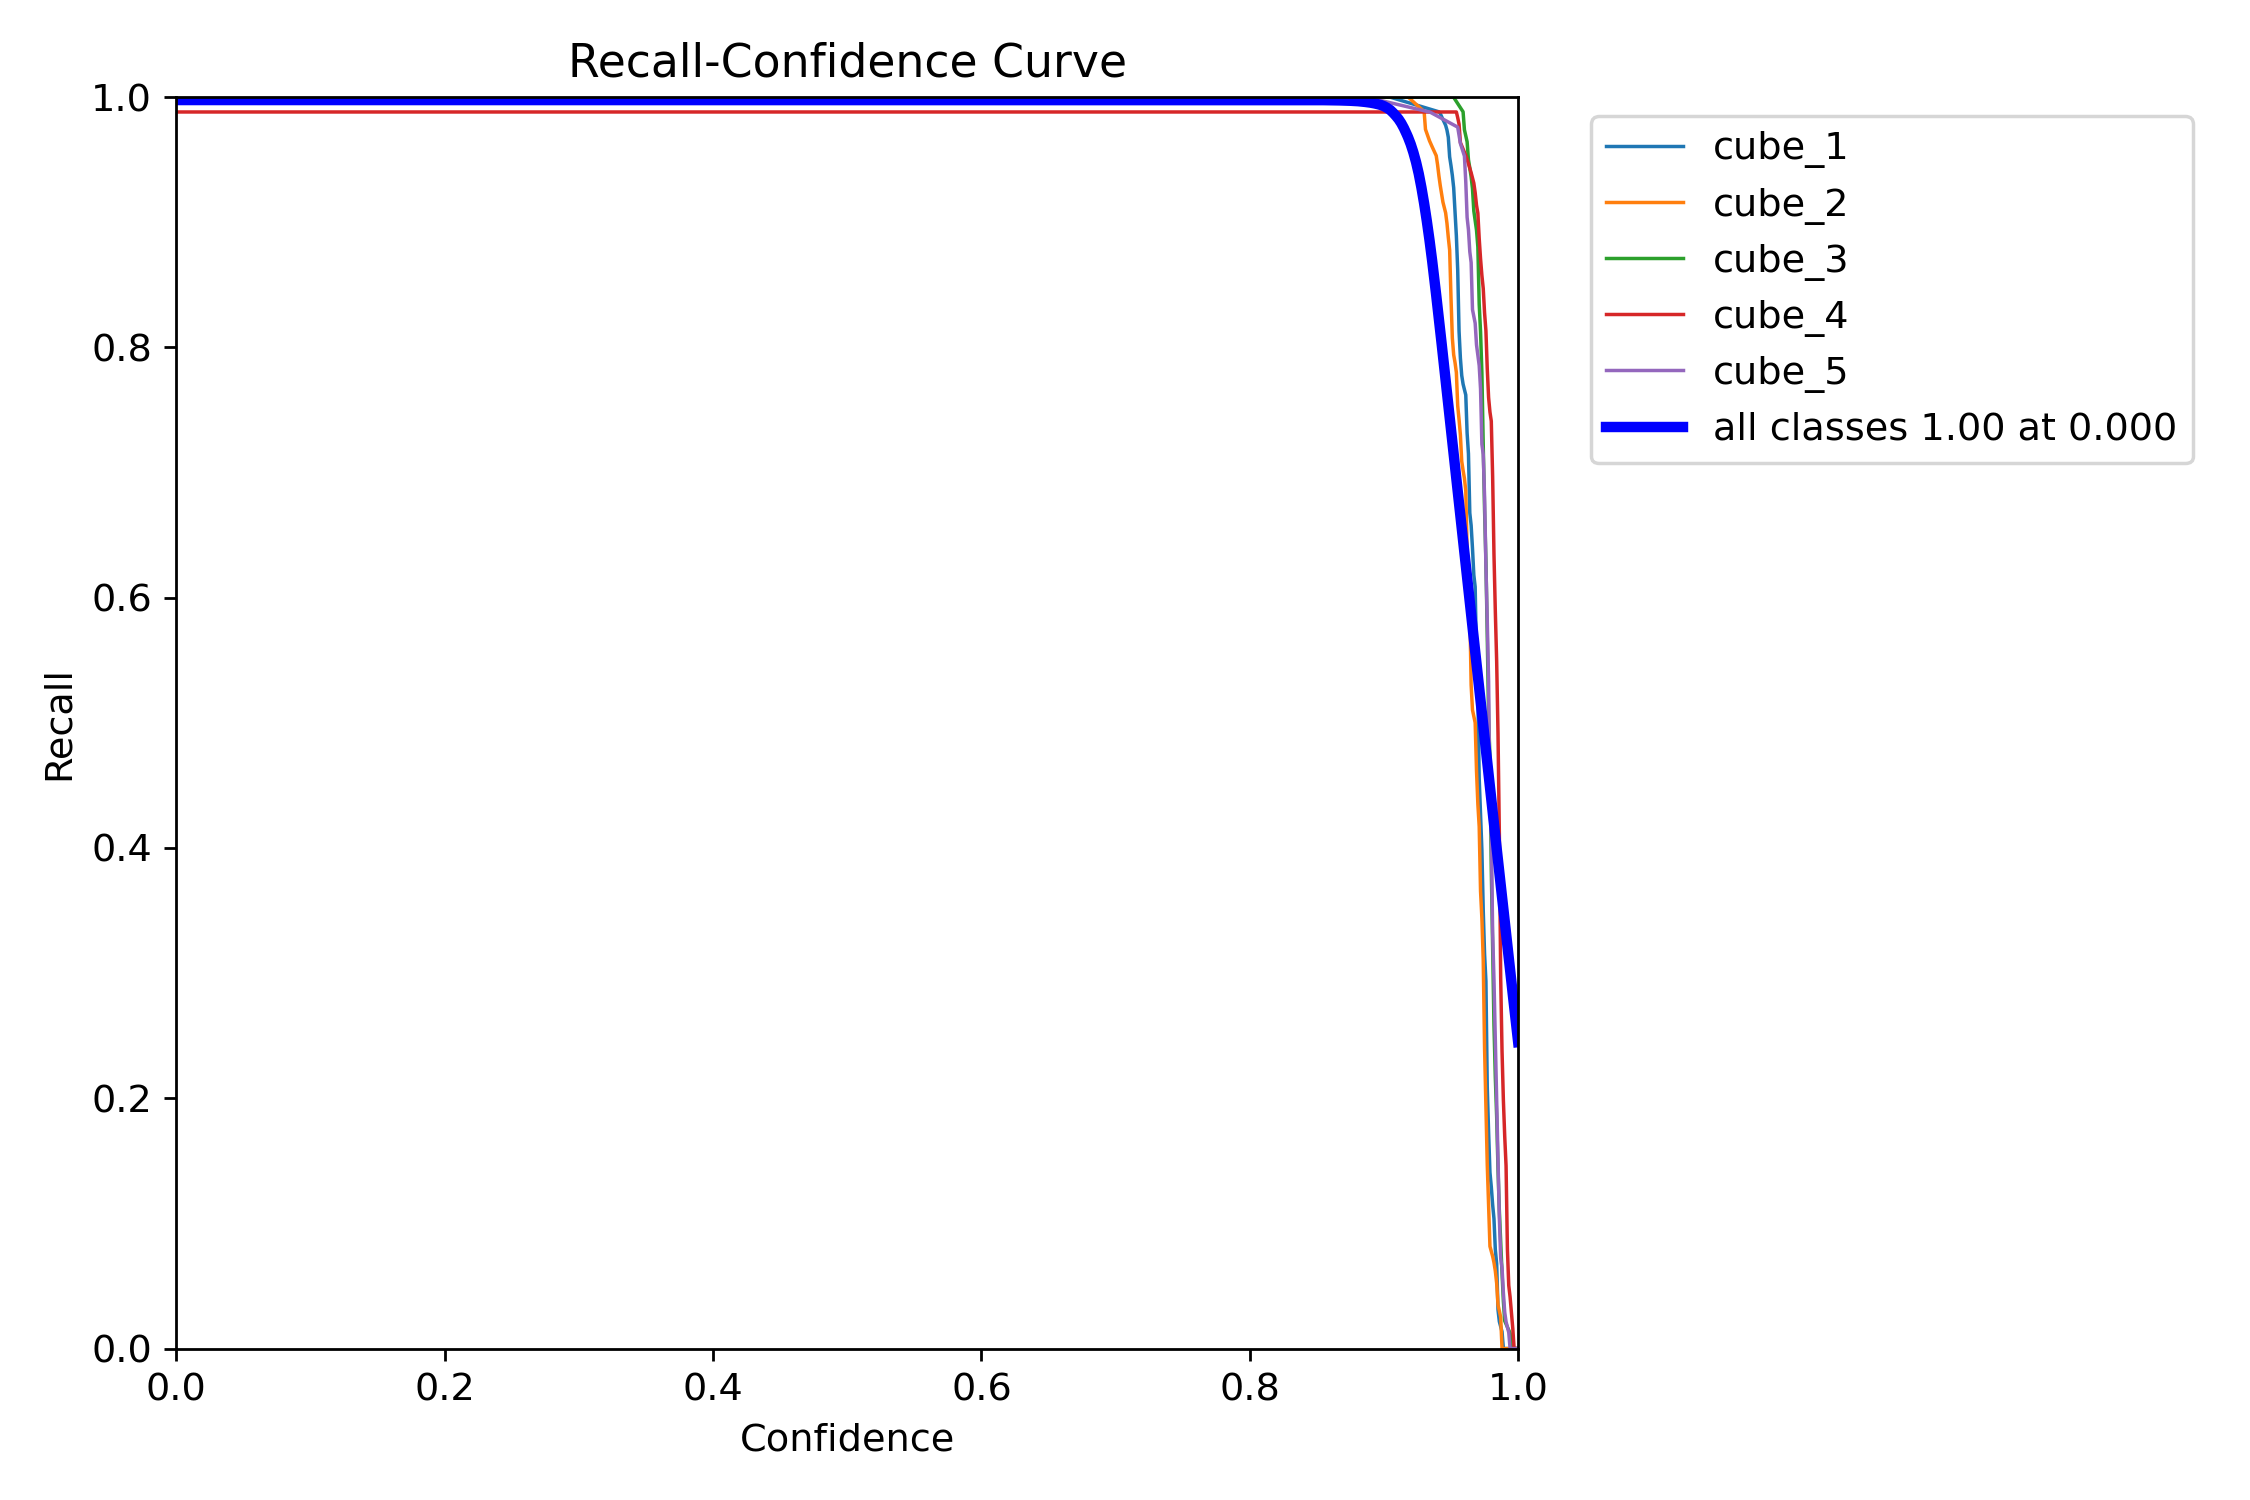 Recall-Confidence Curve
1.0
0.8
0.6
0.4
0.2
0.0
Recall
0.0 0.2 0.4 0.6 0.8 1.0
Confidence
cube_1
cube_2
cube_3
cube_4
cube_5
all classes 1.00 at 0.000